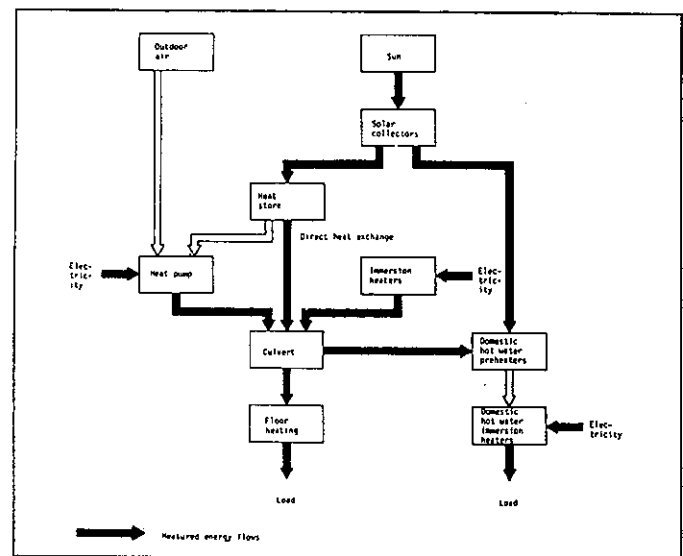 Outdoor
air
Sun
Solar
collectors
Heat
store
Direct heat exchange
Elec-
tric-
ity
Heat pump
Immersion
heaters
Elec-
tric-
ity
Culvert
Domestic
hot water
preheaters
Floor
heating
Domestic
hot water
immersion
heaters
Elec-
tricity
Load
Load
Measured energy flows